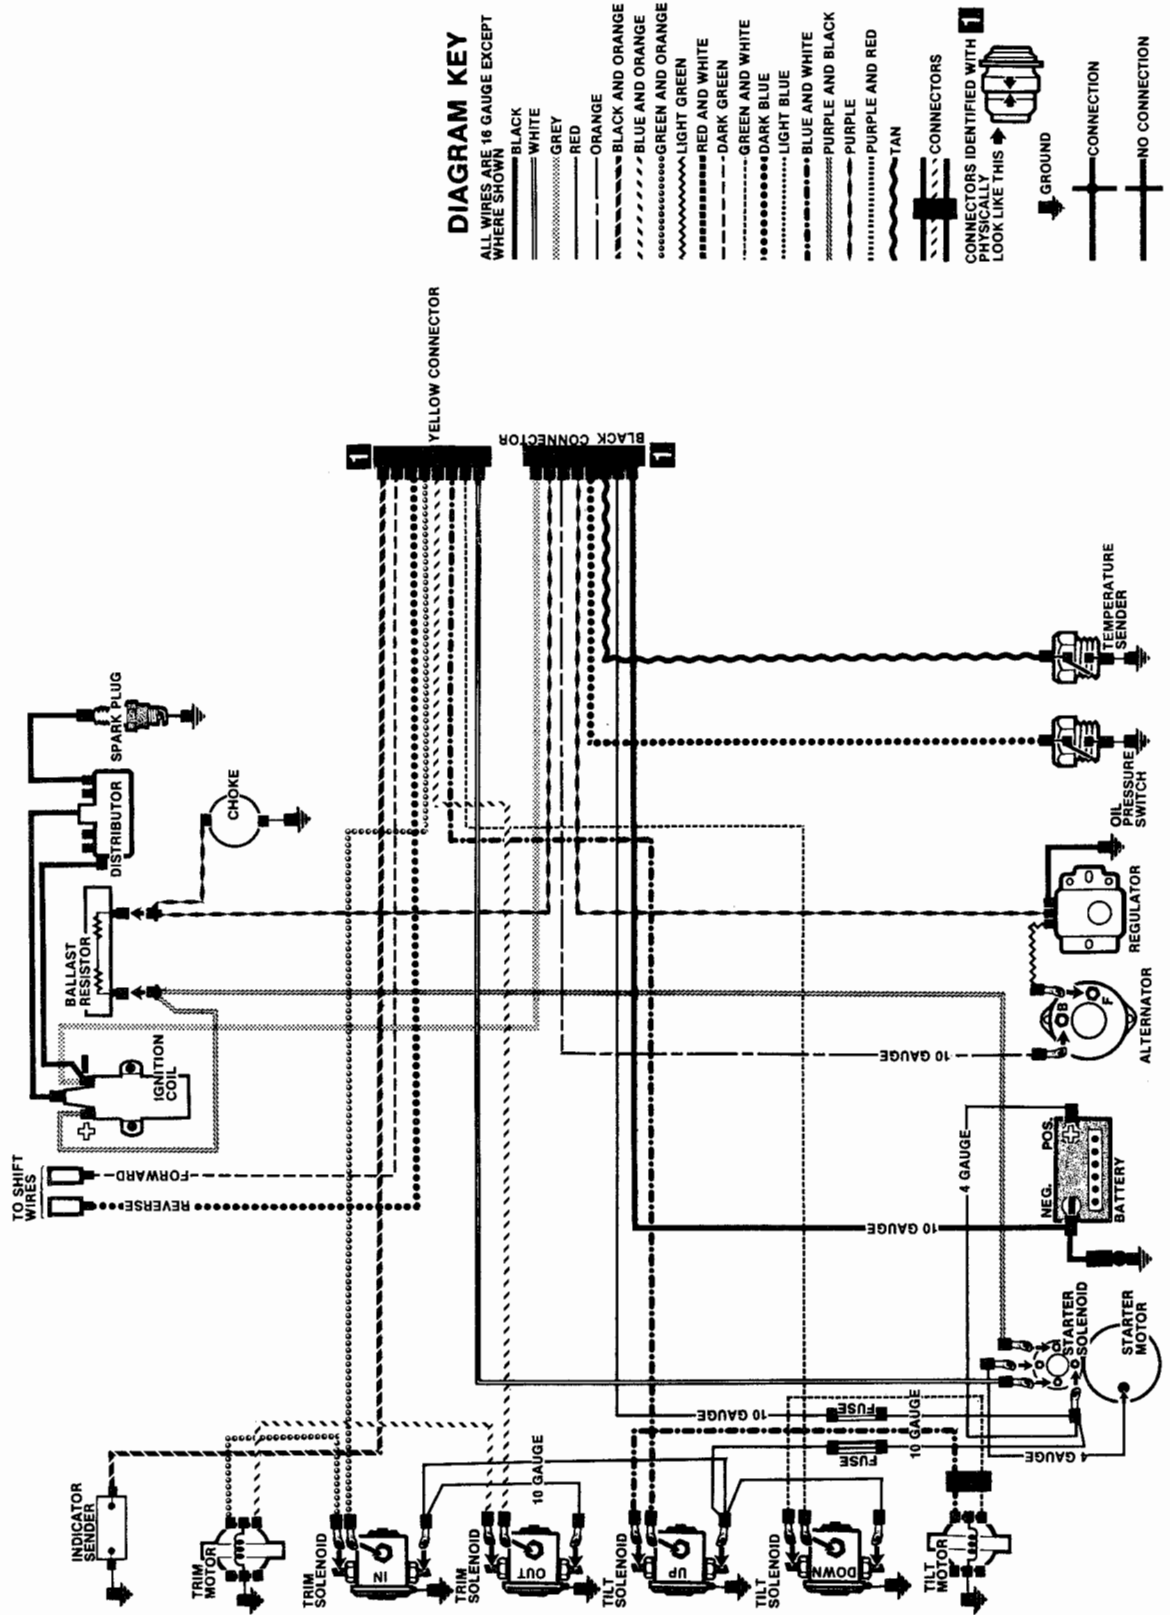 DIAGRAM KEY
ALL WIRES ARE 16 GAUGE EXCEPT
WHERE SHOWN
BLACK
WHITE
GREY
RED
ORANGE
BLACK AND ORANGE
BLUE AND ORANGE
GREEN AND ORANGE
LIGHT GREEN
RED AND WHITE
DARK GREEN
GREEN AND WHITE
DARK BLUE
LIGHT BLUE
BLUE AND WHITE
PURPLE AND BLACK
PURPLE
PURPLE AND RED
TAN
CONNECTORS
CONNECTORS IDENTIFIED WITH 1
PHYSICALLY
LOOK LIKE THIS
GROUND
CONNECTION
NO CONNECTION
1
YELLOW CONNECTOR
BLACK CONNECTOR
1
SPARK PLUG
DISTRIBUTOR
CHOKE
BALLAST
RESISTOR
IGNITION
COIL
+
TO SHIFT
WIRES
FORWARD
REVERSE
INDICATOR
SENDER
TRIM
MOTOR
TRIM
SOLENOID
IN
TRIM
SOLENOID
OUT
10 GAUGE
TILT
SOLENOID
UP
TILT
SOLENOID
DOWN
TILT
MOTOR
10 GAUGE
FUSE
FUSE
10 GAUGE
4 GAUGE
STARTER
SOLENOID
STARTER
MOTOR
4 GAUGE
10 GAUGE
NEG.
POS.
+
BATTERY
10 GAUGE
B
F
ALTERNATOR
REGULATOR
OIL
PRESSURE
SWITCH
TEMPERATURE
SENDER